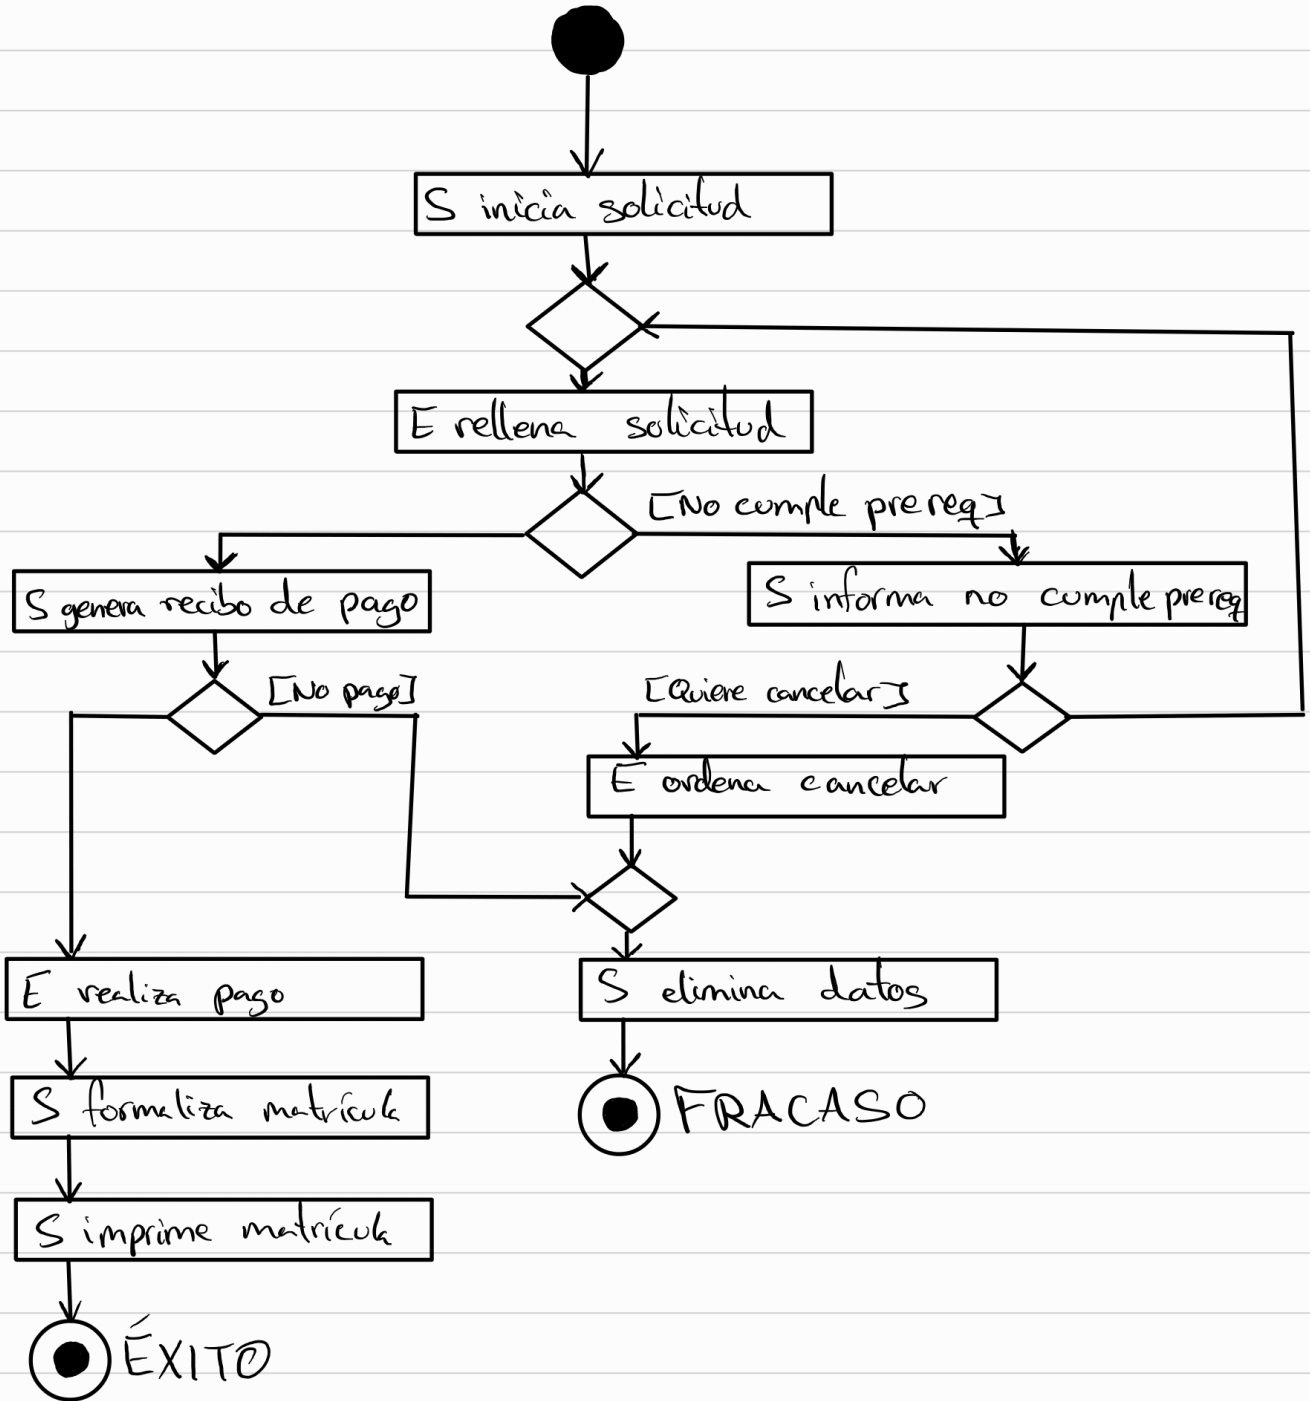 S inicia solicitud
E rellena solicitud
[No cumple prereq]
S genera recibo de pago
S informa no cumple prereq
[No pago]
[Quiere cancelar]
E ordena cancelar
E realiza pago
S elimina datos
S formaliza matrícula
FRACASO
S imprime matrícula
ÉXITO